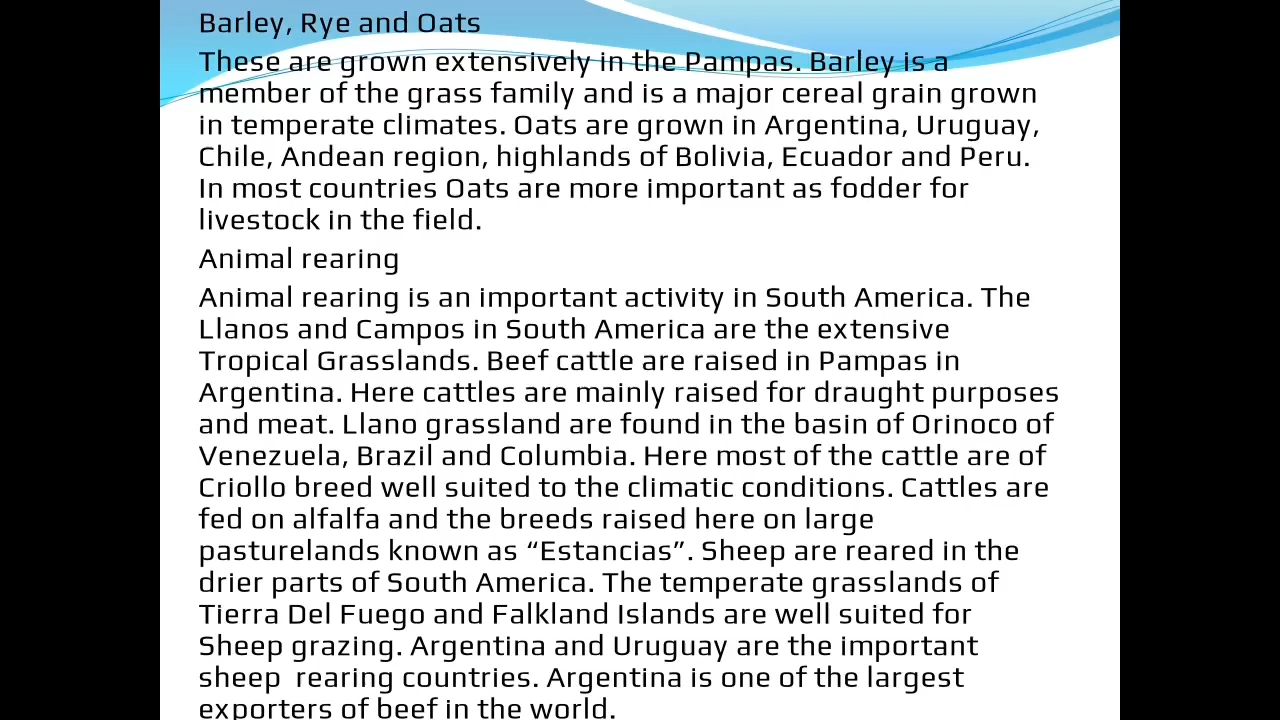 Barley, Rye and Oats
These are grown extensively in the Pampas. Barley is a
member of the grass family and is a major cereal grain grown
in temperate climates. Oats are grown in Argentina, Uruguay,
Chile, Andean region, highlands of Bolivia, Ecuador and Peru.
In most countries Oats are more important as fodder for
livestock in the field.
Animal rearing
Animal rearing is an important activity in South America. The
Llanos and Campos in South America are the extensive
Tropical Grasslands. Beef cattle are raised in Pampas in
Argentina. Here cattles are mainly raised for draught purposes
and meat. Llano grassland are found in the basin of Orinoco of
Venezuela, Brazil and Columbia. Here most of the cattle are of
Criollo breed well suited to the climatic conditions. Cattles are
fed on alfalfa and the breeds raised here on large
pasturelands known as “Estancias”. Sheep are reared in the
drier parts of South America. The temperate grasslands of
Tierra Del Fuego and Falkland Islands are well suited for
Sheep grazing. Argentina and Uruguay are the important
sheep  rearing countries. Argentina is one of the largest
exporters of beef in the world.